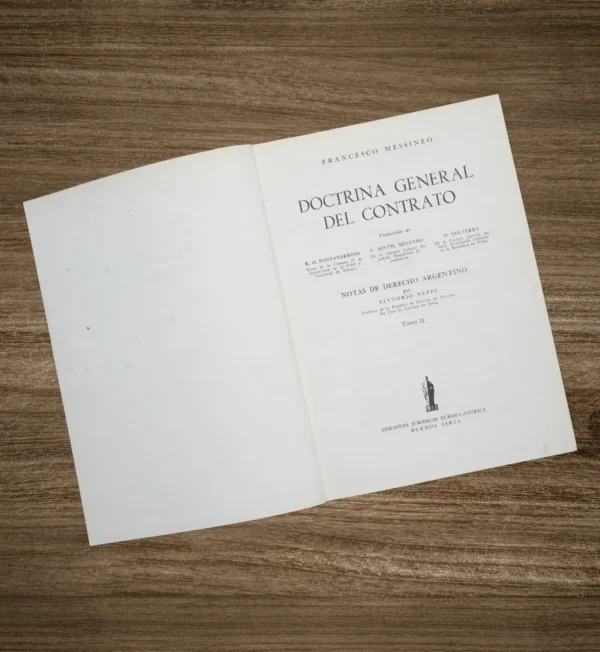 FRANCESCO MESSINEO
DOCTRINA GENERAL
DEL CONTRATO
Traducción de
R. O. FONTANARROSA
S. SENTÍS MELENDO
M. VOLTERRA
NOTAS DE DERECHO ARGENTINO
por
VITTORIO NEPPI
Tomo II
EDICIONES JURIDICAS EUROPA-AMERICA
BUENOS AIRES